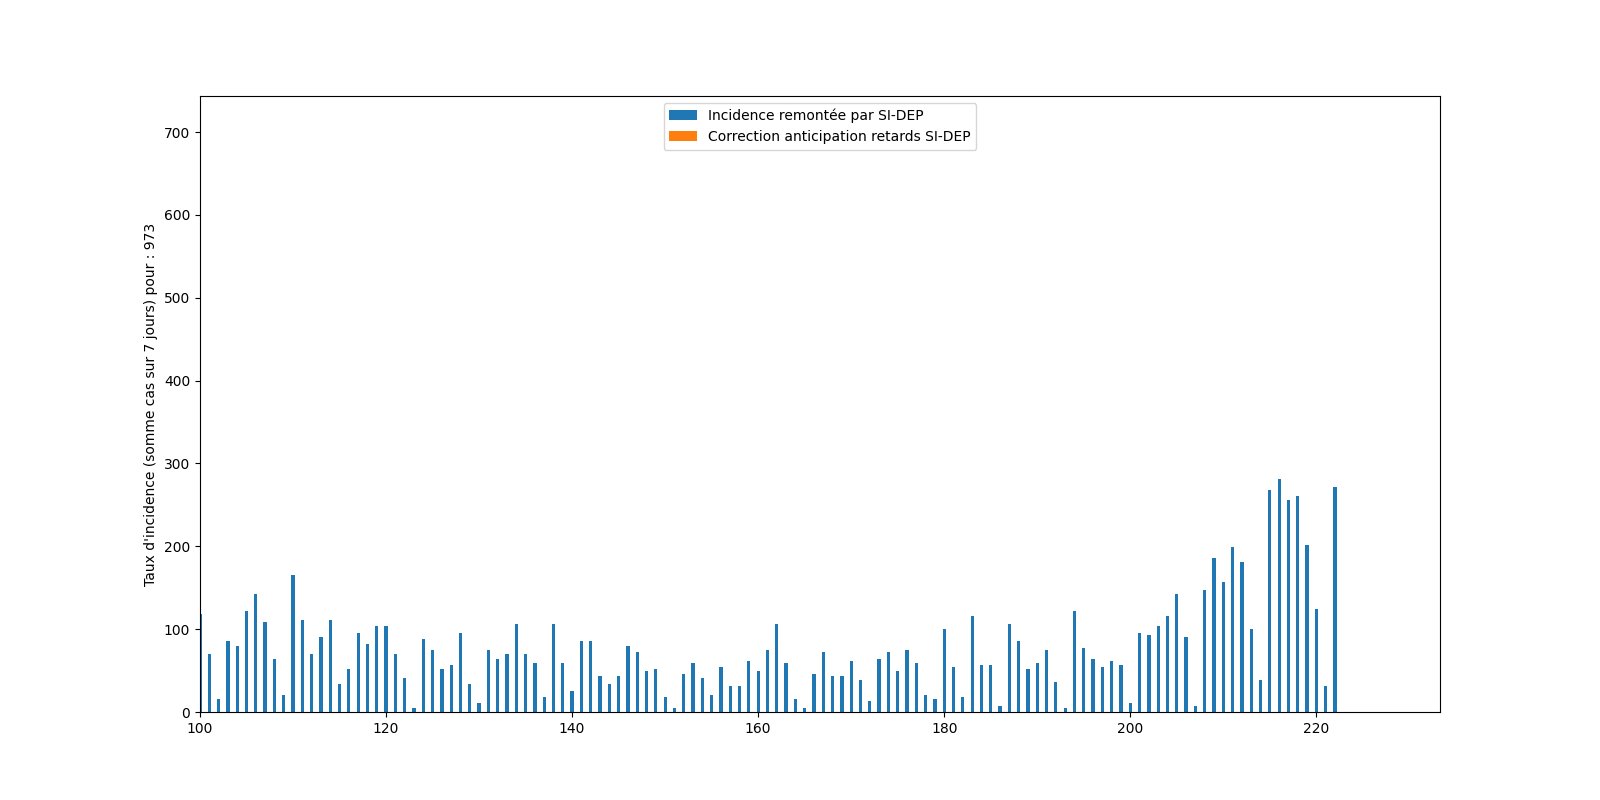 Incidence remontée par SI-DEP
Correction anticipation retards SI-DEP
Taux d'incidence (somme cas sur 7 jours) pour : 973
700
600
500
400
300
200
100
0
100 120 140 160 180 200 220